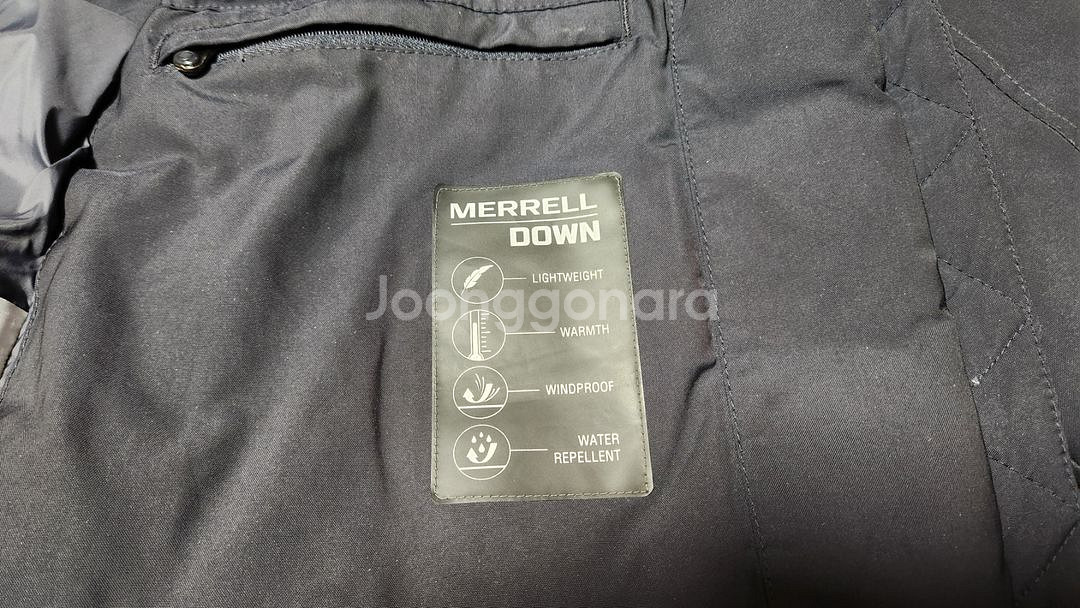 MERRELL
DOWN
LIGHTWEIGHT
Joonggonara
WARMTH
WINDPROOF
WATER
REPELLENT